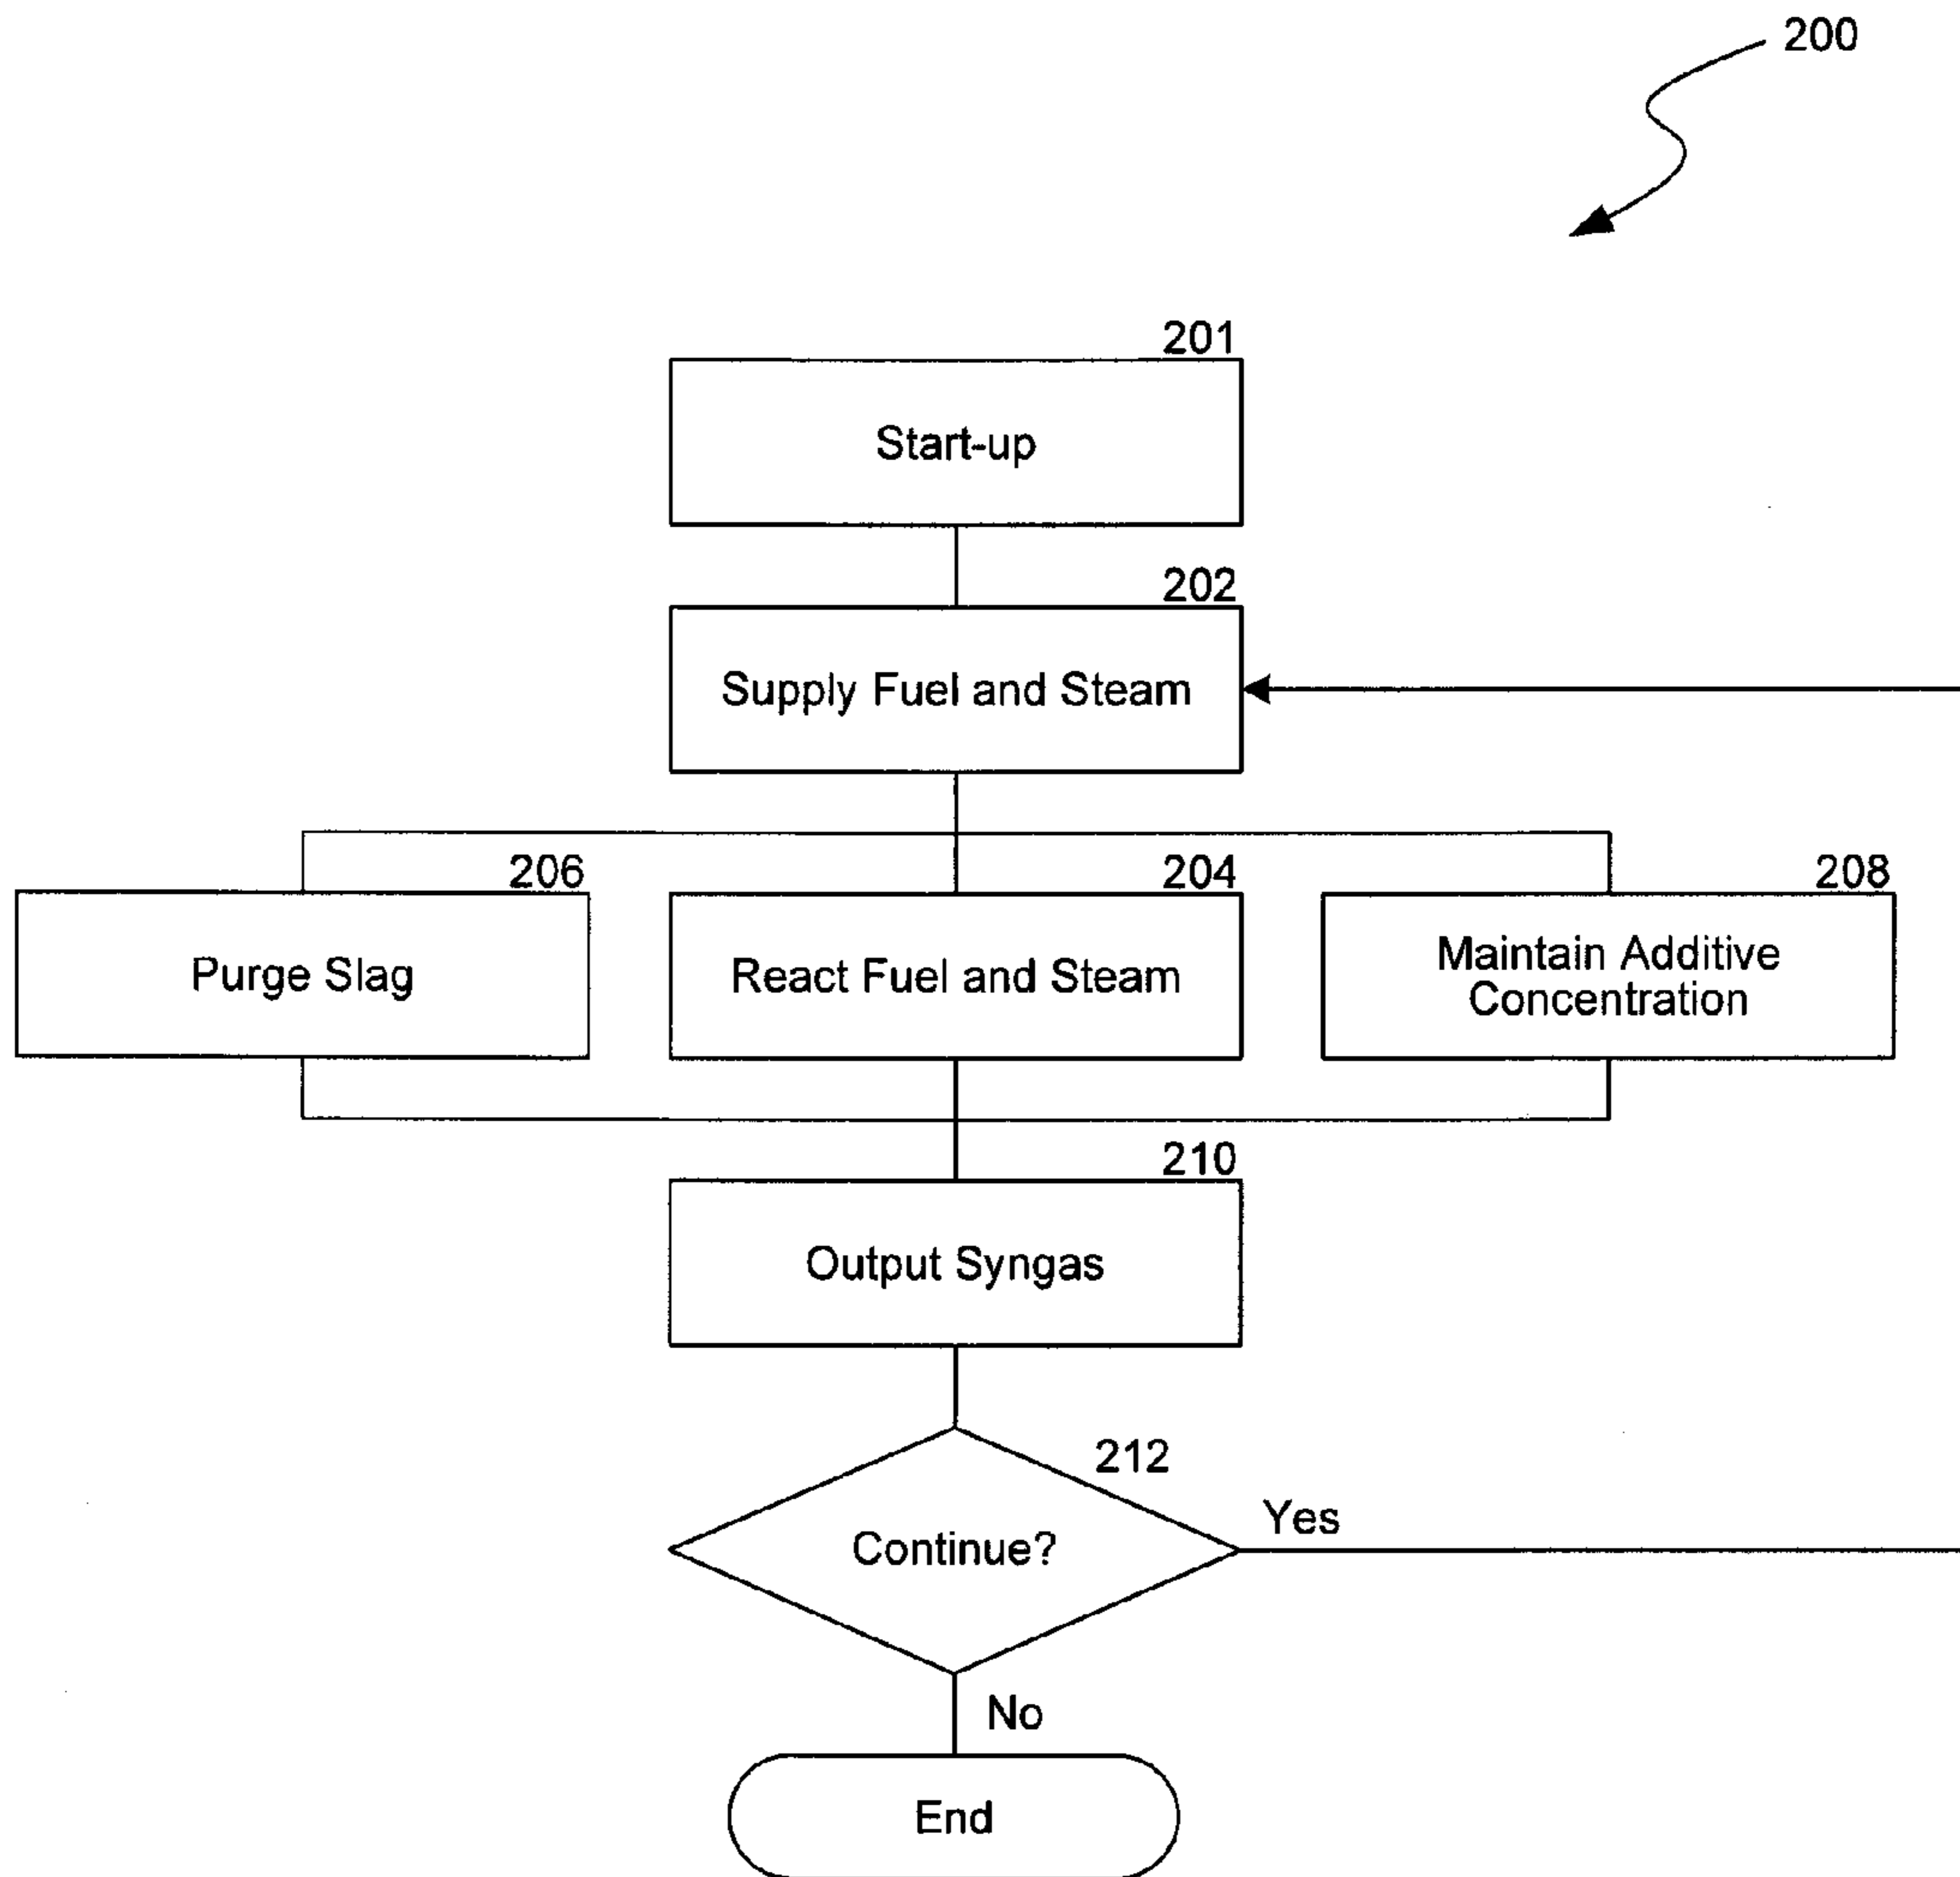 200
201
Start-up
202
Supply Fuel and Steam
206
Purge Slag
204
React Fuel and Steam
208
Maintain Additive
Concentration
210
Output Syngas
212
Continue?
Yes
No
End